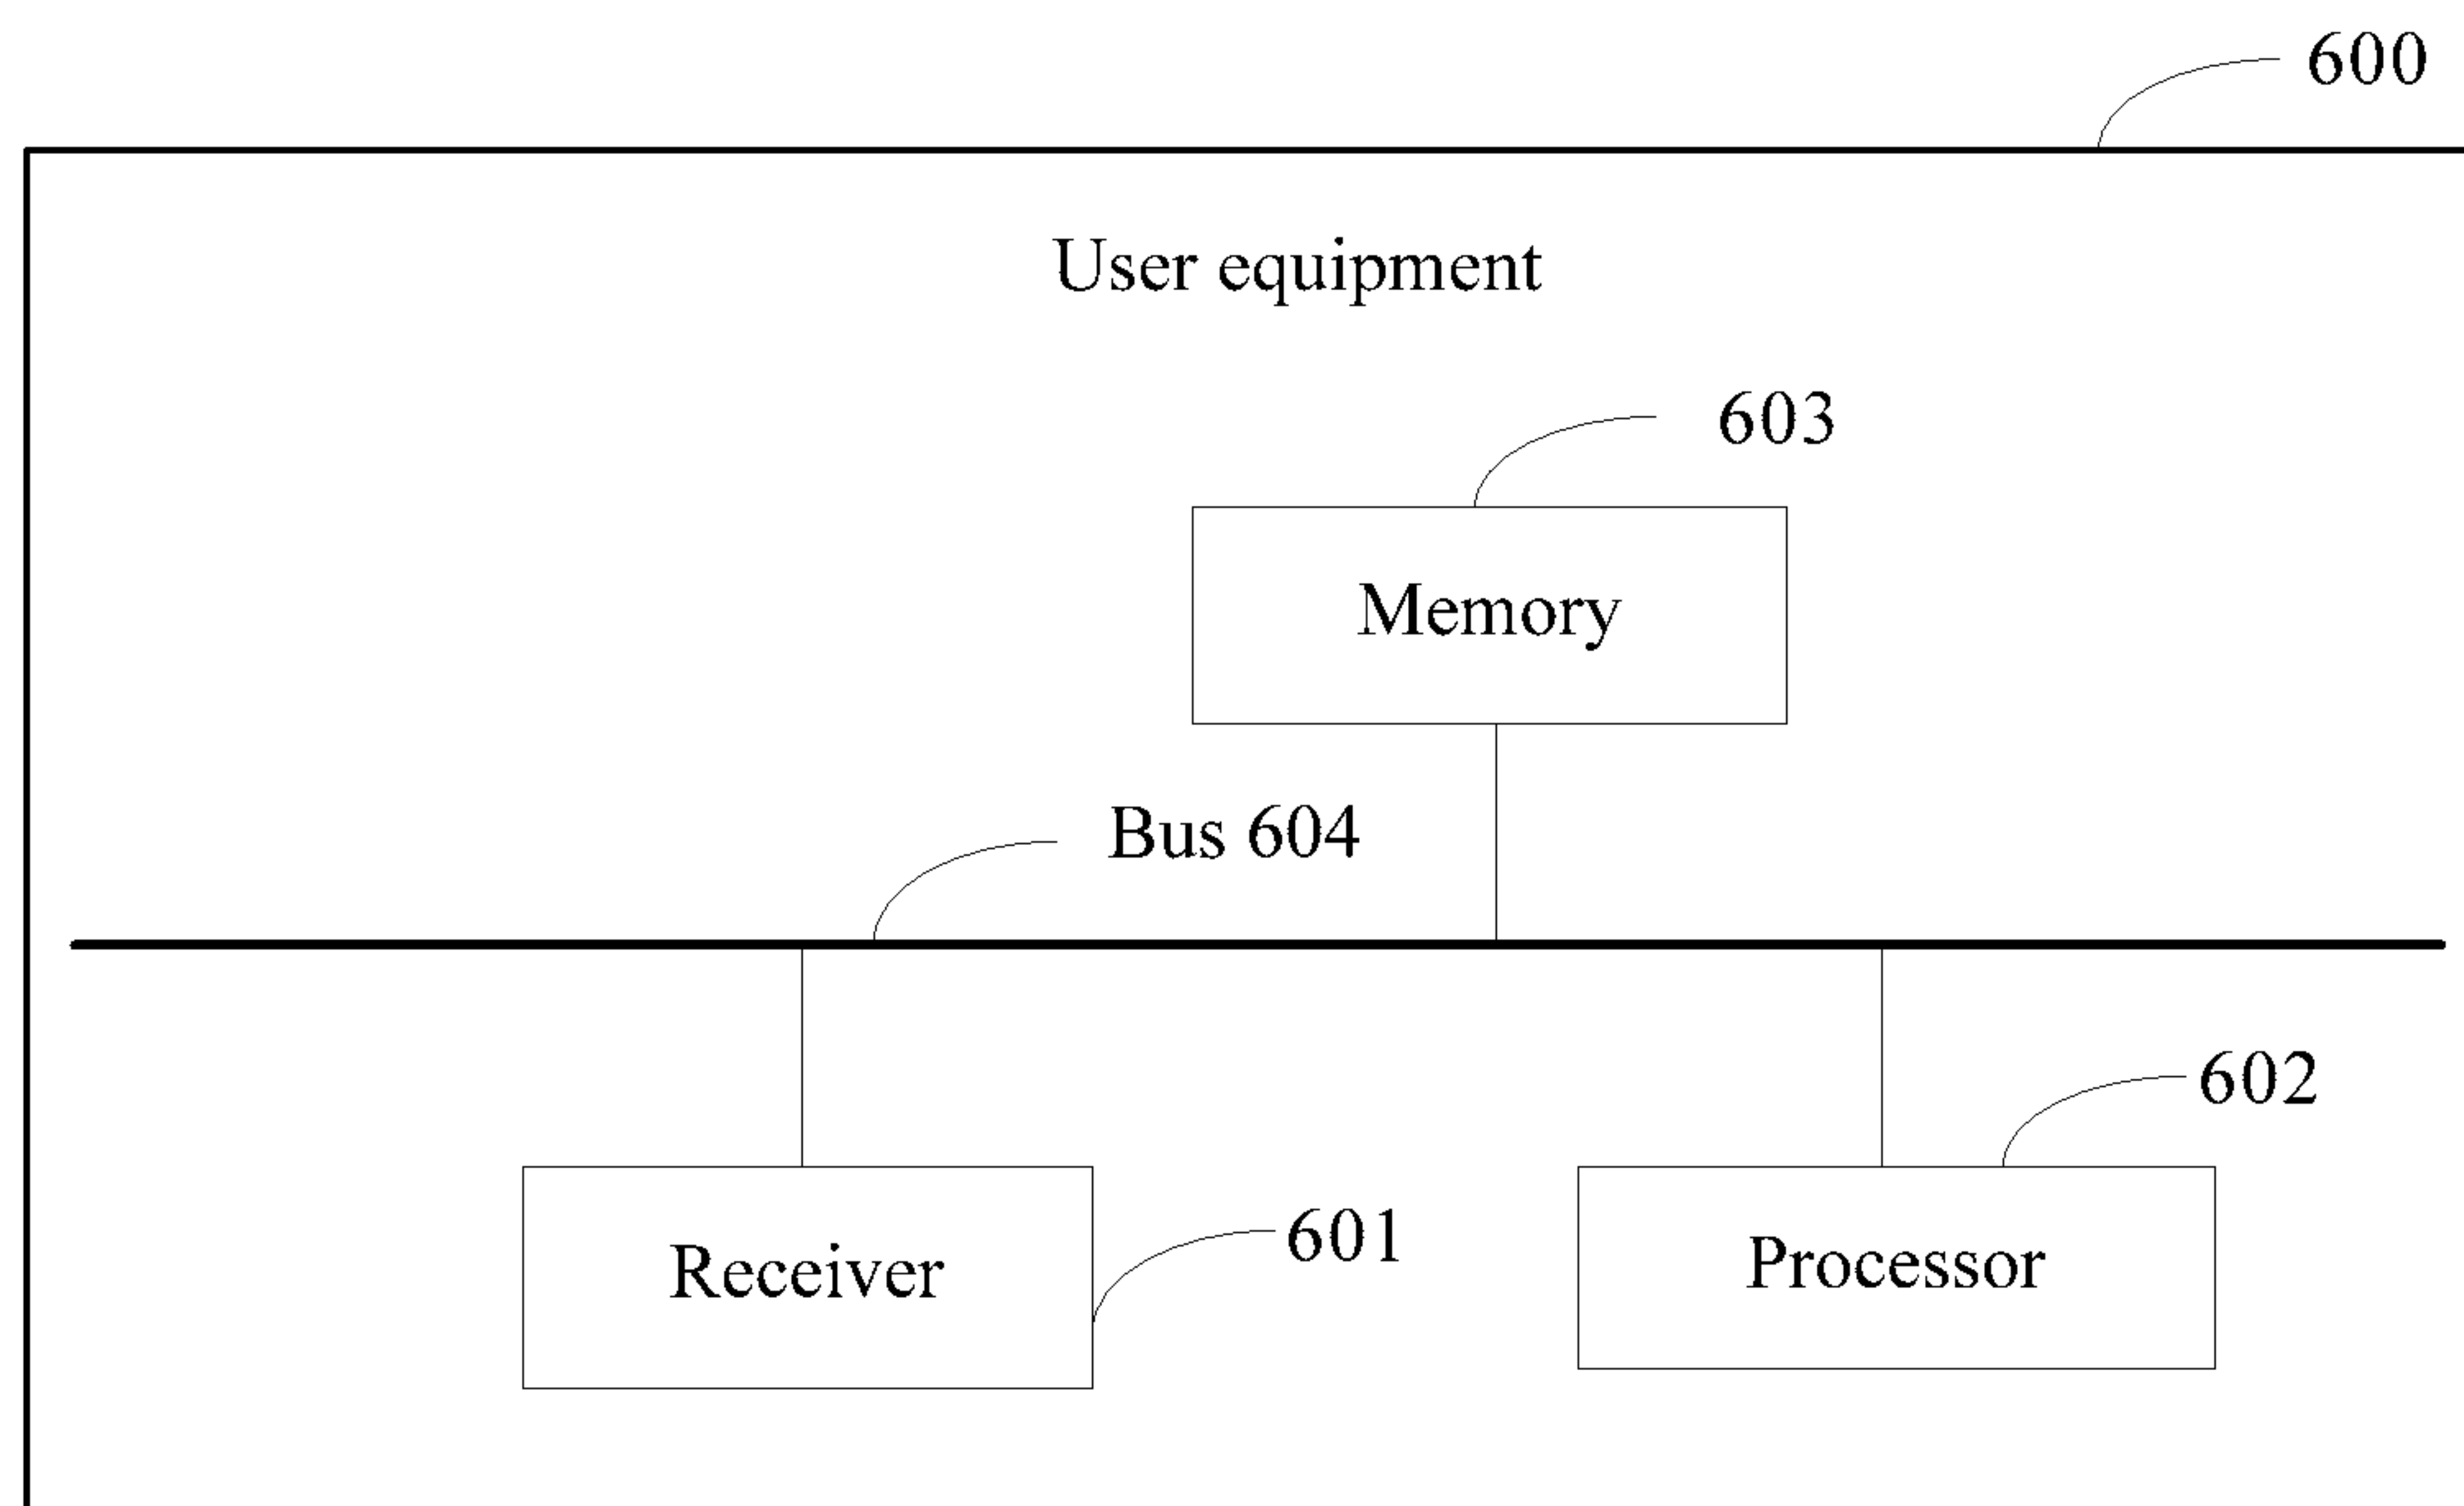 600
User equipment
603
Memory
Bus 604
602
Receiver
601
Processor